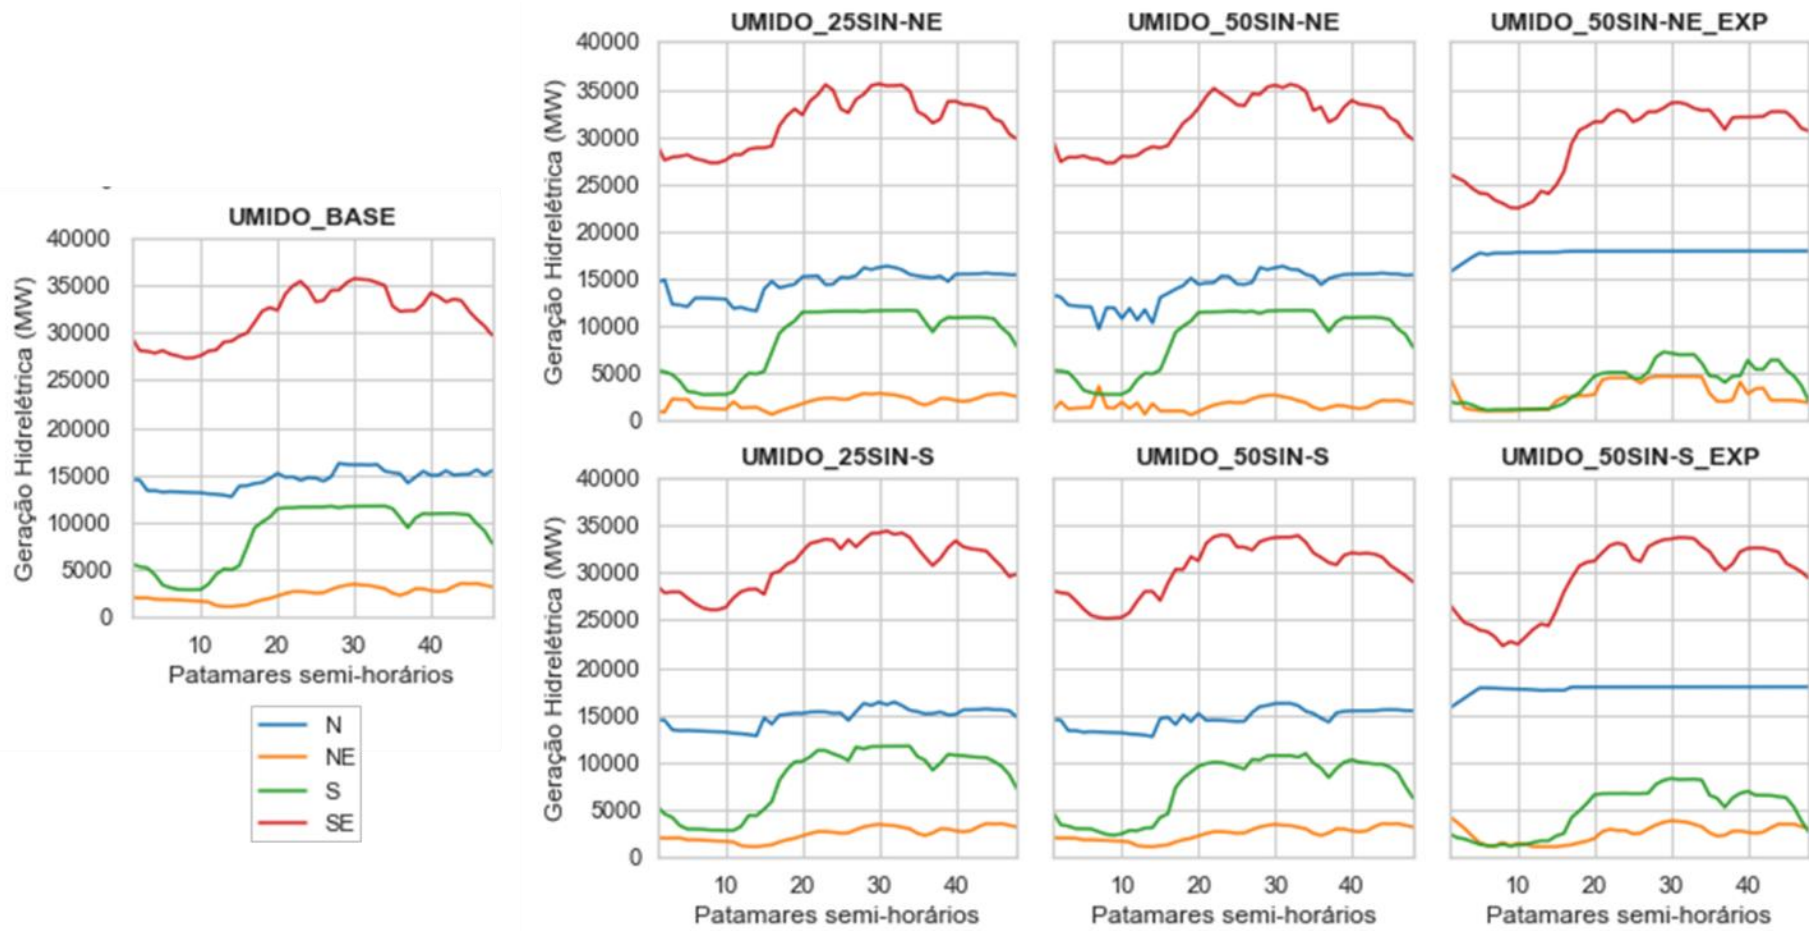 UMIDO_BASE
Geração Hidrelétrica (MW)
40000
35000
30000
25000
20000
15000
10000
5000
0
10 20 30 40
Patamares semi-horários
N
NE
S
SE
UMIDO_25SIN-NE UMIDO_50SIN-NE UMIDO_50SIN-NE_EXP
Geração Hidrelétrica (MW)
40000
35000
30000
25000
20000
15000
10000
5000
0
UMIDO_25SIN-S UMIDO_50SIN-S UMIDO_50SIN-S_EXP
Geração Hidrelétrica (MW)
40000
35000
30000
25000
20000
15000
10000
5000
0
10 20 30 40 10 20 30 40 10 20 30 40
Patamares semi-horários Patamares semi-horários Patamares semi-horários